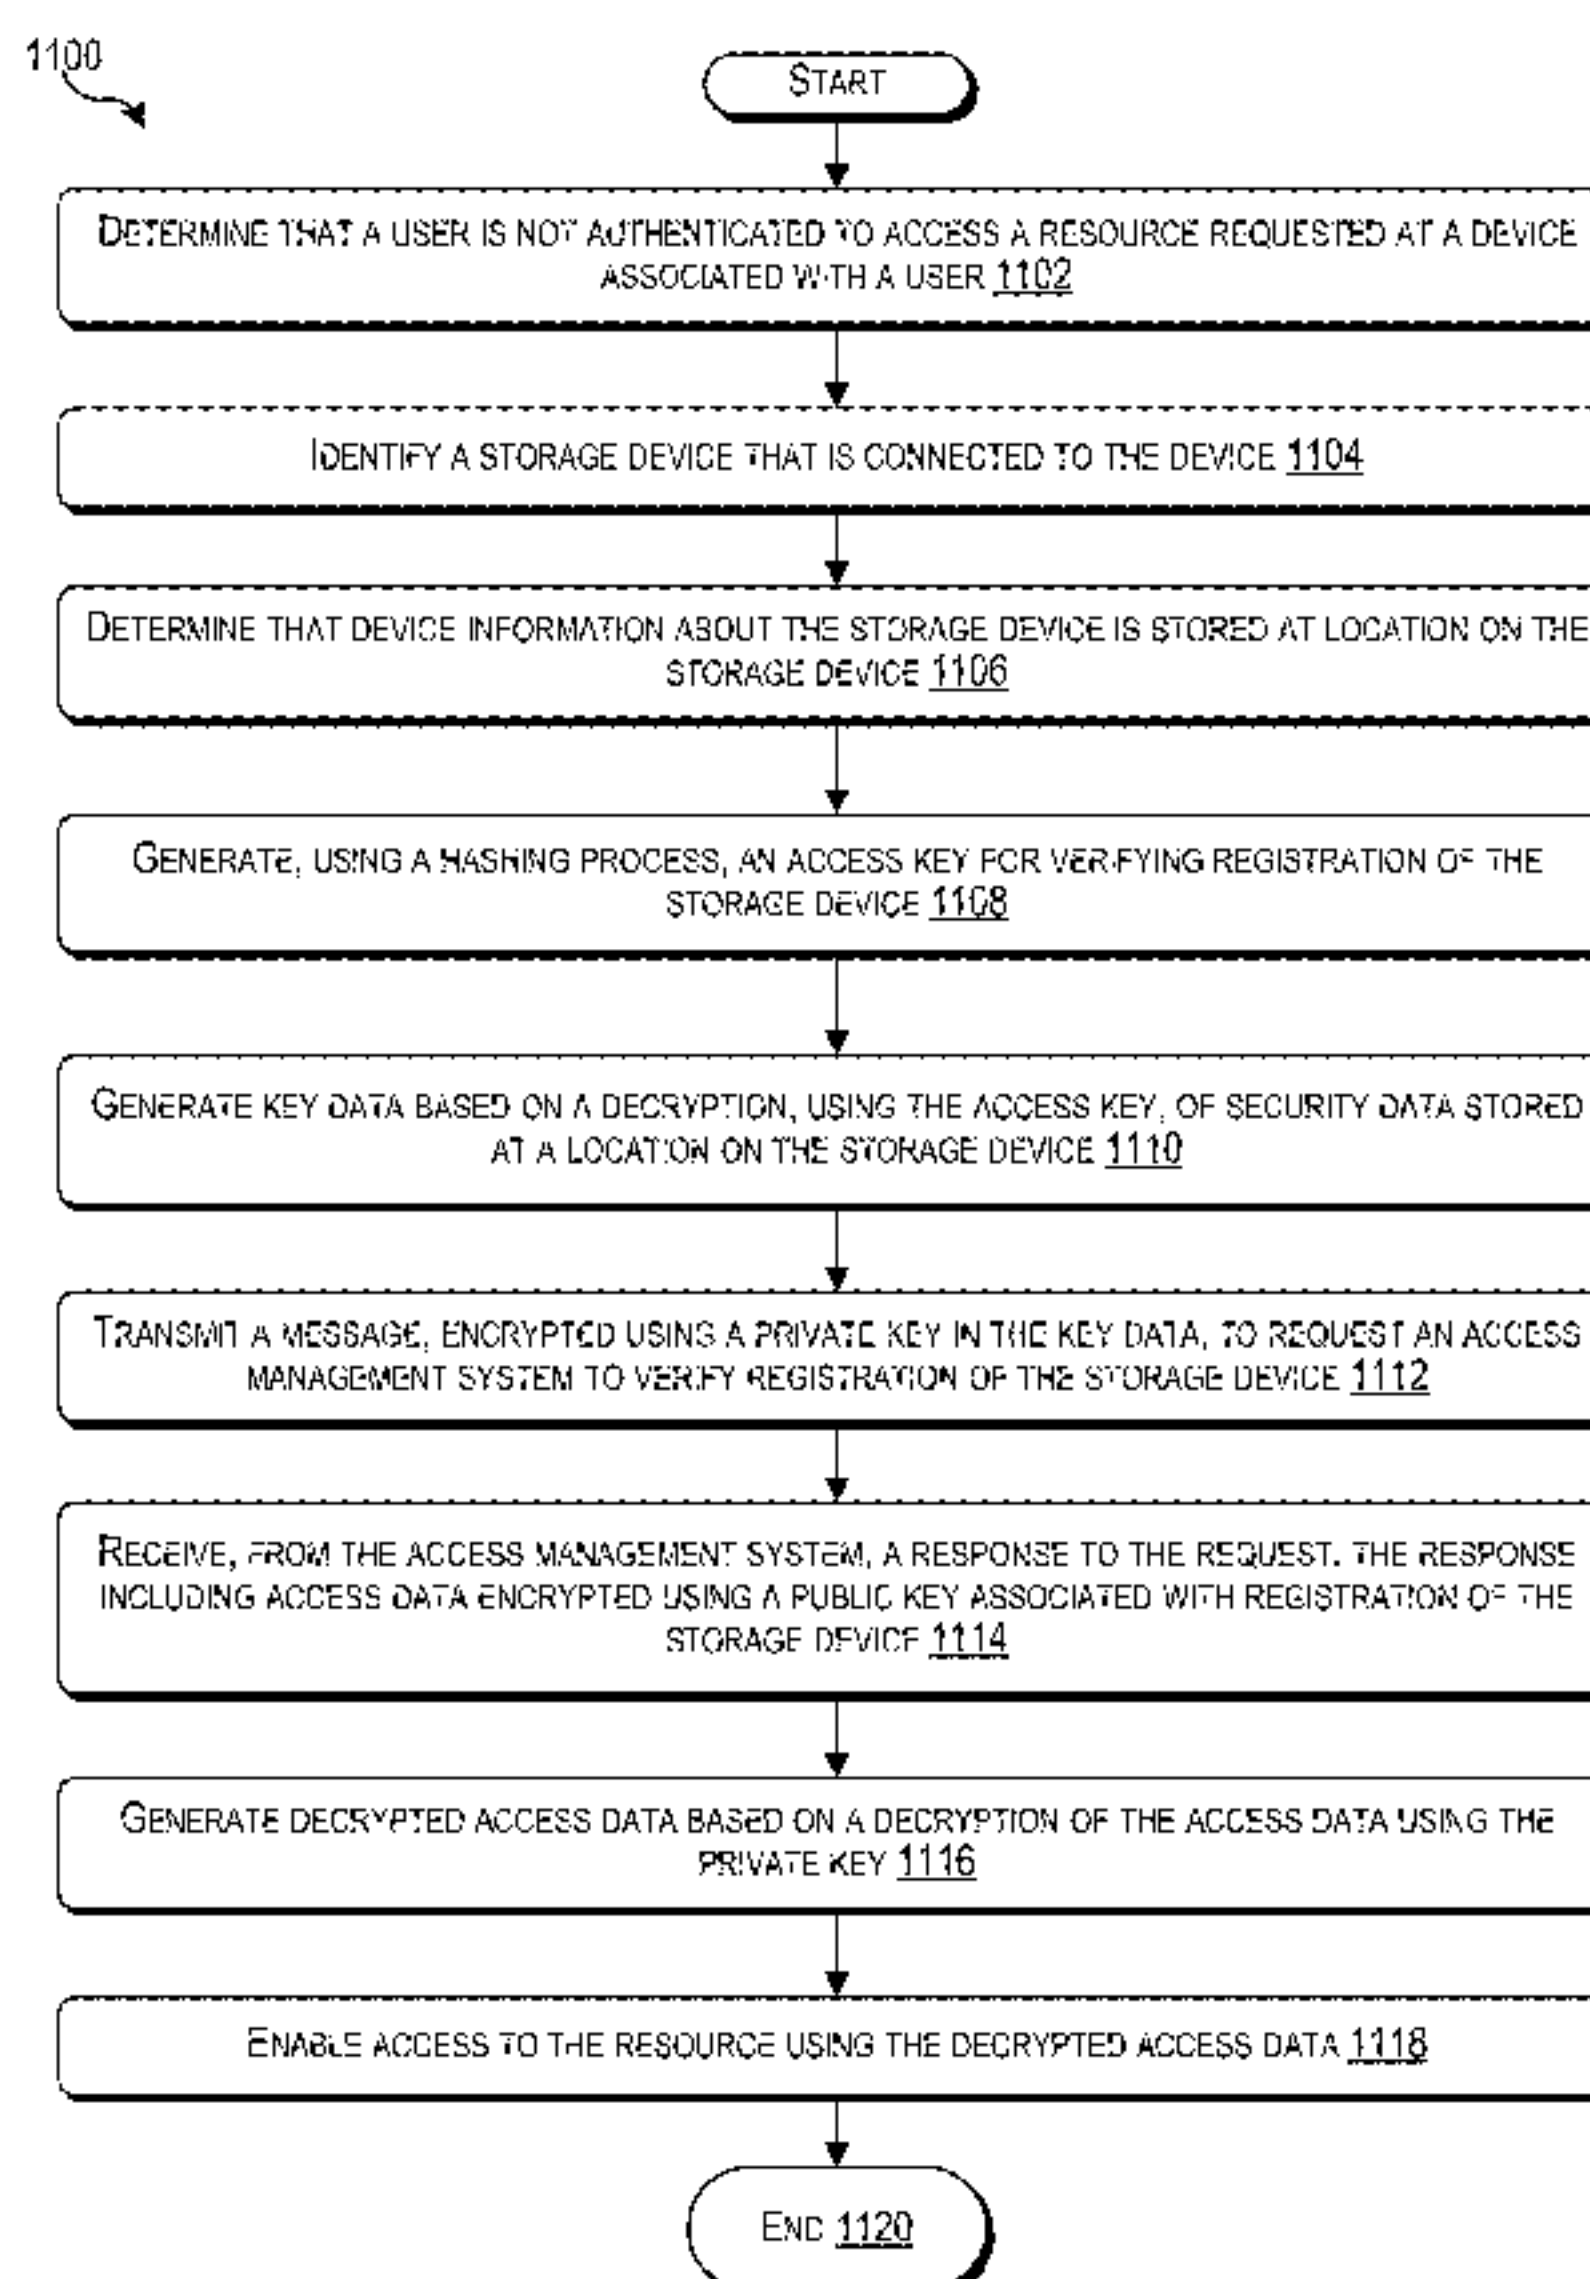 1100
START
DETERMINE THAT A USER IS NOT AUTHENTICATED TO ACCESS A RESOURCE REQUESTED AT A DEVICE
ASSOCIATED WITH A USER 1102
IDENTIFY A STORAGE DEVICE THAT IS CONNECTED TO THE DEVICE 1104
DETERMINE THAT DEVICE INFORMATION ABOUT THE STORAGE DEVICE IS STORED AT LOCATION ON THE
STORAGE DEVICE 1106
GENERATE, USING A HASHING PROCESS, AN ACCESS KEY FOR VERIFYING REGISTRATION OF THE
STORAGE DEVICE 1108
GENERATE KEY DATA BASED ON A DECRYPTION, USING THE ACCESS KEY, OF SECURITY DATA STORED
AT A LOCATION ON THE STORAGE DEVICE 1110
TRANSMIT A MESSAGE, ENCRYPTED USING A PRIVATE KEY IN THE KEY DATA, TO REQUEST AN ACCESS
MANAGEMENT SYSTEM TO VERIFY REGISTRATION OF THE STORAGE DEVICE 1112
RECEIVE, FROM THE ACCESS MANAGEMENT SYSTEM, A RESPONSE TO THE REQUEST. THE RESPONSE
INCLUDING ACCESS DATA ENCRYPTED USING A PUBLIC KEY ASSOCIATED WITH REGISTRATION OF THE
STORAGE DEVICE 1114
GENERATE DECRYPTED ACCESS DATA BASED ON A DECRYPTION OF THE ACCESS DATA USING THE
PRIVATE KEY 1116
ENABLE ACCESS TO THE RESOURCE USING THE DECRYPTED ACCESS DATA 1118
END 1120